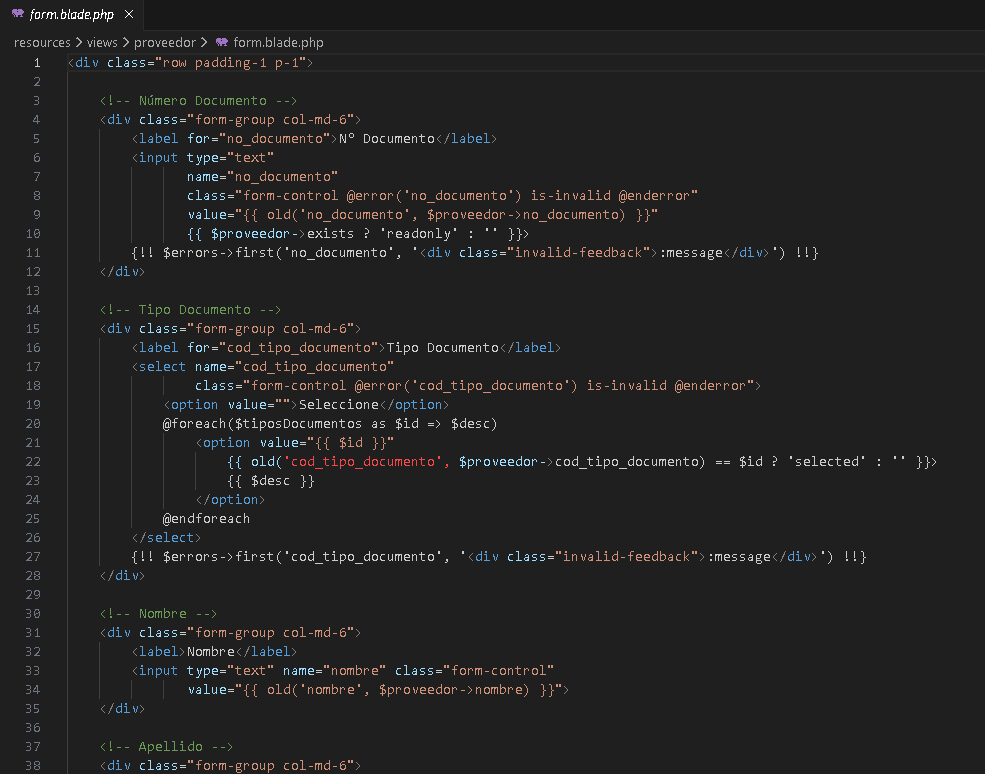 form.blade.php ×
resources > views > proveedor > form.blade.php
1 <div class="row padding-1 p-1">
2
3 <!-- Número Documento -->
4 <div class="form-group col-md-6">
5 <label for="no_documento">N° Documento</label>
6 <input type="text"
7 name="no_documento"
8 class="form-control @error('no_documento') is-invalid @enderror"
9 value="{{ old('no_documento', $proveedor->no_documento) }}"
10 {{ $proveedor->exists ? 'readonly' : '' }}>
11 {!! $errors->first('no_documento', '<div class="invalid-feedback">:message</div>') !!}
12 </div>
13
14 <!-- Tipo Documento -->
15 <div class="form-group col-md-6">
16 <label for="cod_tipo_documento">Tipo Documento</label>
17 <select name="cod_tipo_documento"
18 class="form-control @error('cod_tipo_documento') is-invalid @enderror">
19 <option value="">Seleccione</option>
20 @foreach($tiposDocumentos as $id => $desc)
21 <option value="{{ $id }}"
22 {{ old('cod_tipo_documento', $proveedor->cod_tipo_documento) == $id ? 'selected' : '' }}>
23 {{ $desc }}
24 </option>
25 @endforeach
26 </select>
27 {!! $errors->first('cod_tipo_documento', '<div class="invalid-feedback">:message</div>') !!}
28 </div>
29
30 <!-- Nombre -->
31 <div class="form-group col-md-6">
32 <label>Nombre</label>
33 <input type="text" name="nombre" class="form-control"
34 value="{{ old('nombre', $proveedor->nombre) }}">
35 </div>
36
37 <!-- Apellido -->
38 <div class="form-group col-md-6">